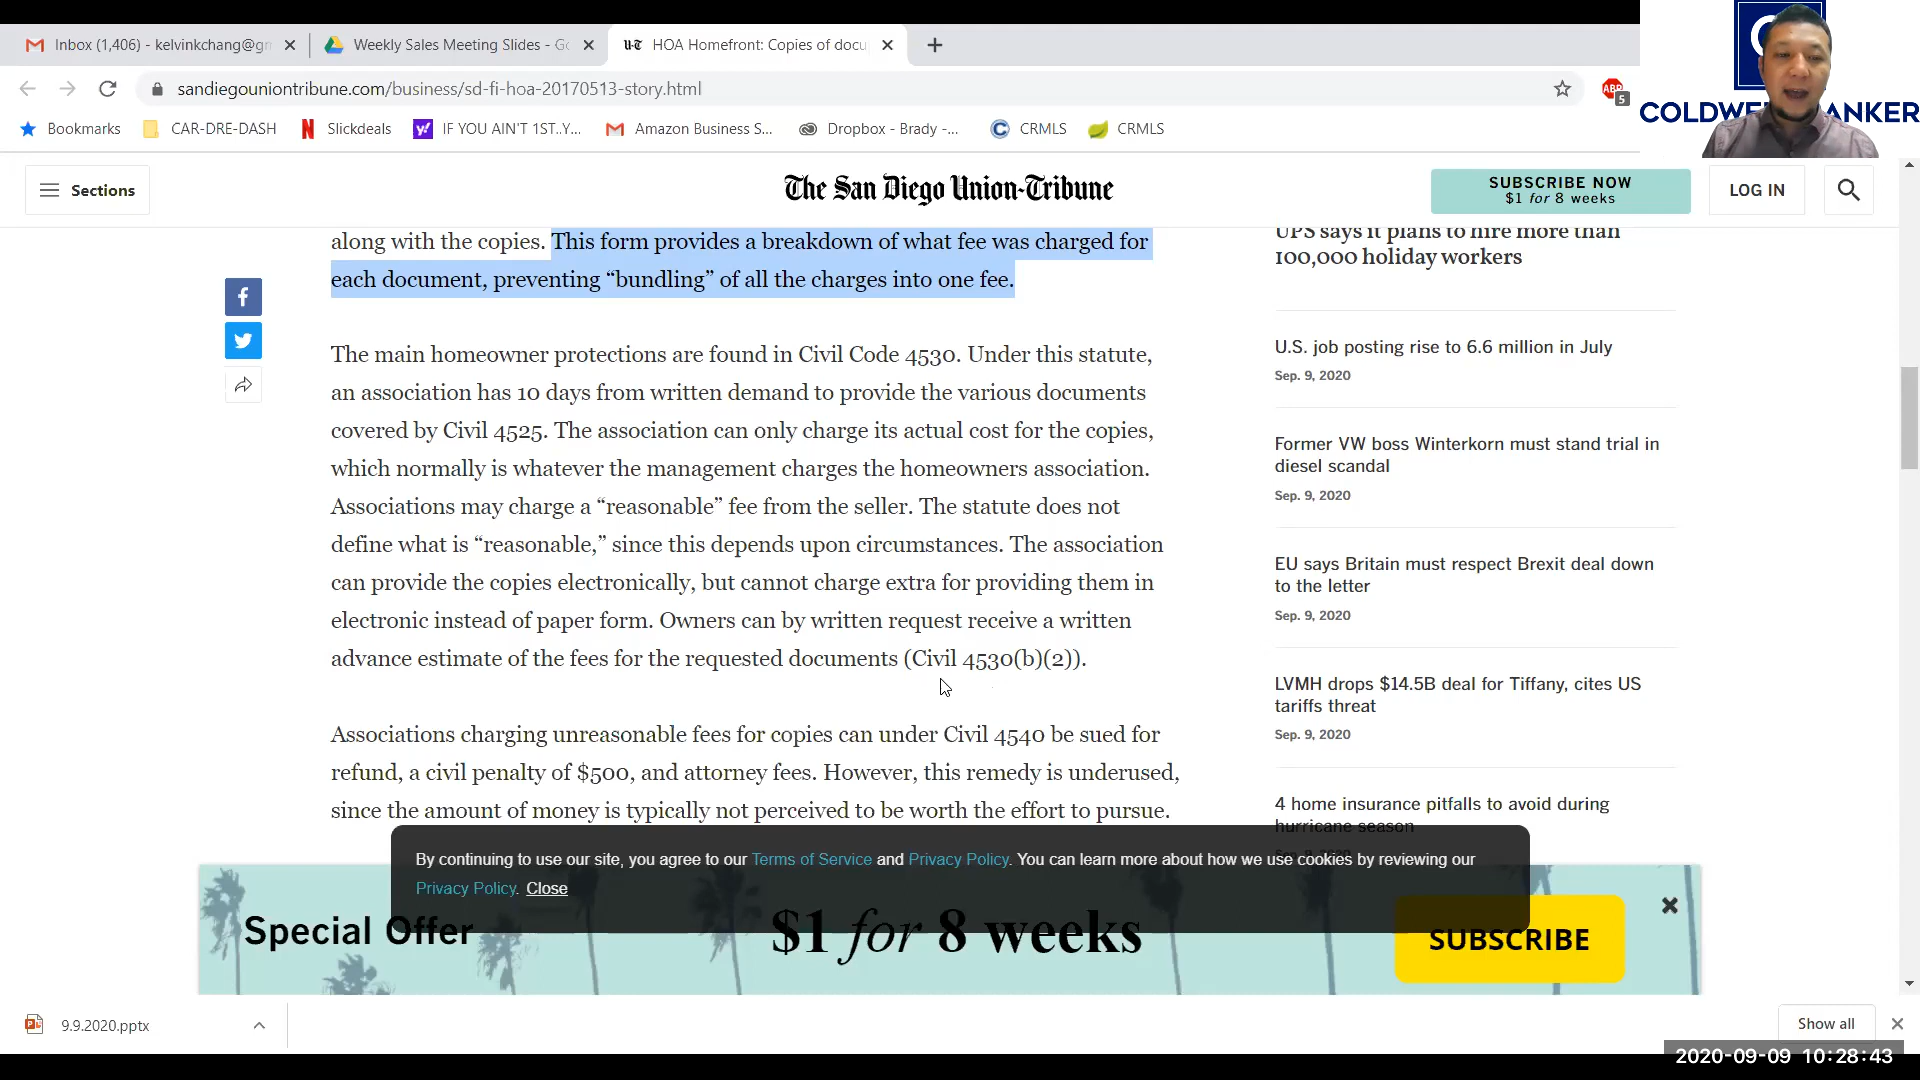 Inbox (1,406) - kelvinkchang@gm
Weekly Sales Meeting Slides - Go
HOA Homefront: Copies of docu
sandiegouniontribune.com/business/sd-fi-hoa-20170513-story.html
ABP
5
Bookmarks
CAR-DRE-DASH
Slickdeals
IF YOU AIN'T 1ST..Y...
Amazon Business S...
Dropbox - Brady -...
CRMLS
CRMLS
Sections
The San Diego Union-Tribune
SUBSCRIBE NOW
$1 for 8 weeks
LOG IN
along with the copies. This form provides a breakdown of what fee was charged for
each document, preventing “bundling” of all the charges into one fee.
The main homeowner protections are found in Civil Code 4530. Under this statute,
an association has 10 days from written demand to provide the various documents
covered by Civil 4525. The association can only charge its actual cost for the copies,
which normally is whatever the management charges the homeowners association.
Associations may charge a “reasonable” fee from the seller. The statute does not
define what is “reasonable,” since this depends upon circumstances. The association
can provide the copies electronically, but cannot charge extra for providing them in
electronic instead of paper form. Owners can by written request receive a written
advance estimate of the fees for the requested documents (Civil 4530(b)(2)).
Associations charging unreasonable fees for copies can under Civil 4540 be sued for
refund, a civil penalty of $500, and attorney fees. However, this remedy is underused,
since the amount of money is typically not perceived to be worth the effort to pursue.
UPS says it plans to hire more than
100,000 holiday workers
U.S. job posting rise to 6.6 million in July
Sep. 9, 2020
Former VW boss Winterkorn must stand trial in
diesel scandal
Sep. 9, 2020
EU says Britain must respect Brexit deal down
to the letter
Sep. 9, 2020
LVMH drops $14.5B deal for Tiffany, cites US
tariffs threat
Sep. 9, 2020
4 home insurance pitfalls to avoid during
hurricane season
By continuing to use our site, you agree to our Terms of Service and Privacy Policy. You can learn more about how we use cookies by reviewing our
Privacy Policy. Close
Special Offer
$1 for 8 weeks
SUBSCRIBE
9.9.2020.pptx
Show all
2020-09-09 10:28:43